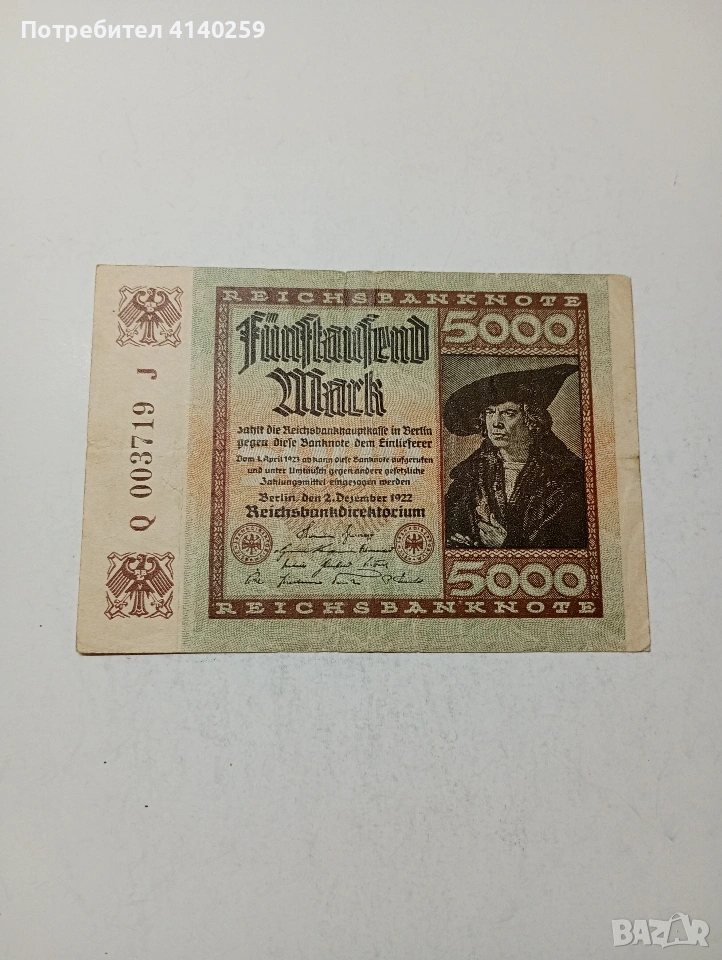 Потребител 4140259
REICHSBANKNOTE
Fünftausend
Mark
5000
zahlt die Reichsbankhauptkasse in Berlin
gegen diese Banknote dem Einlieferer
Vom 1. April 1923 ab kann diese Banknote aufgerufen
und unter Umtausch gegen andere gesetzliche
Zahlungsmittel eingezogen werden
Berlin, den 2. Dezember 1922
Reichsbankdirektorium
5000
REICHSBANKNOTE
Q 003719 J
BAZAR